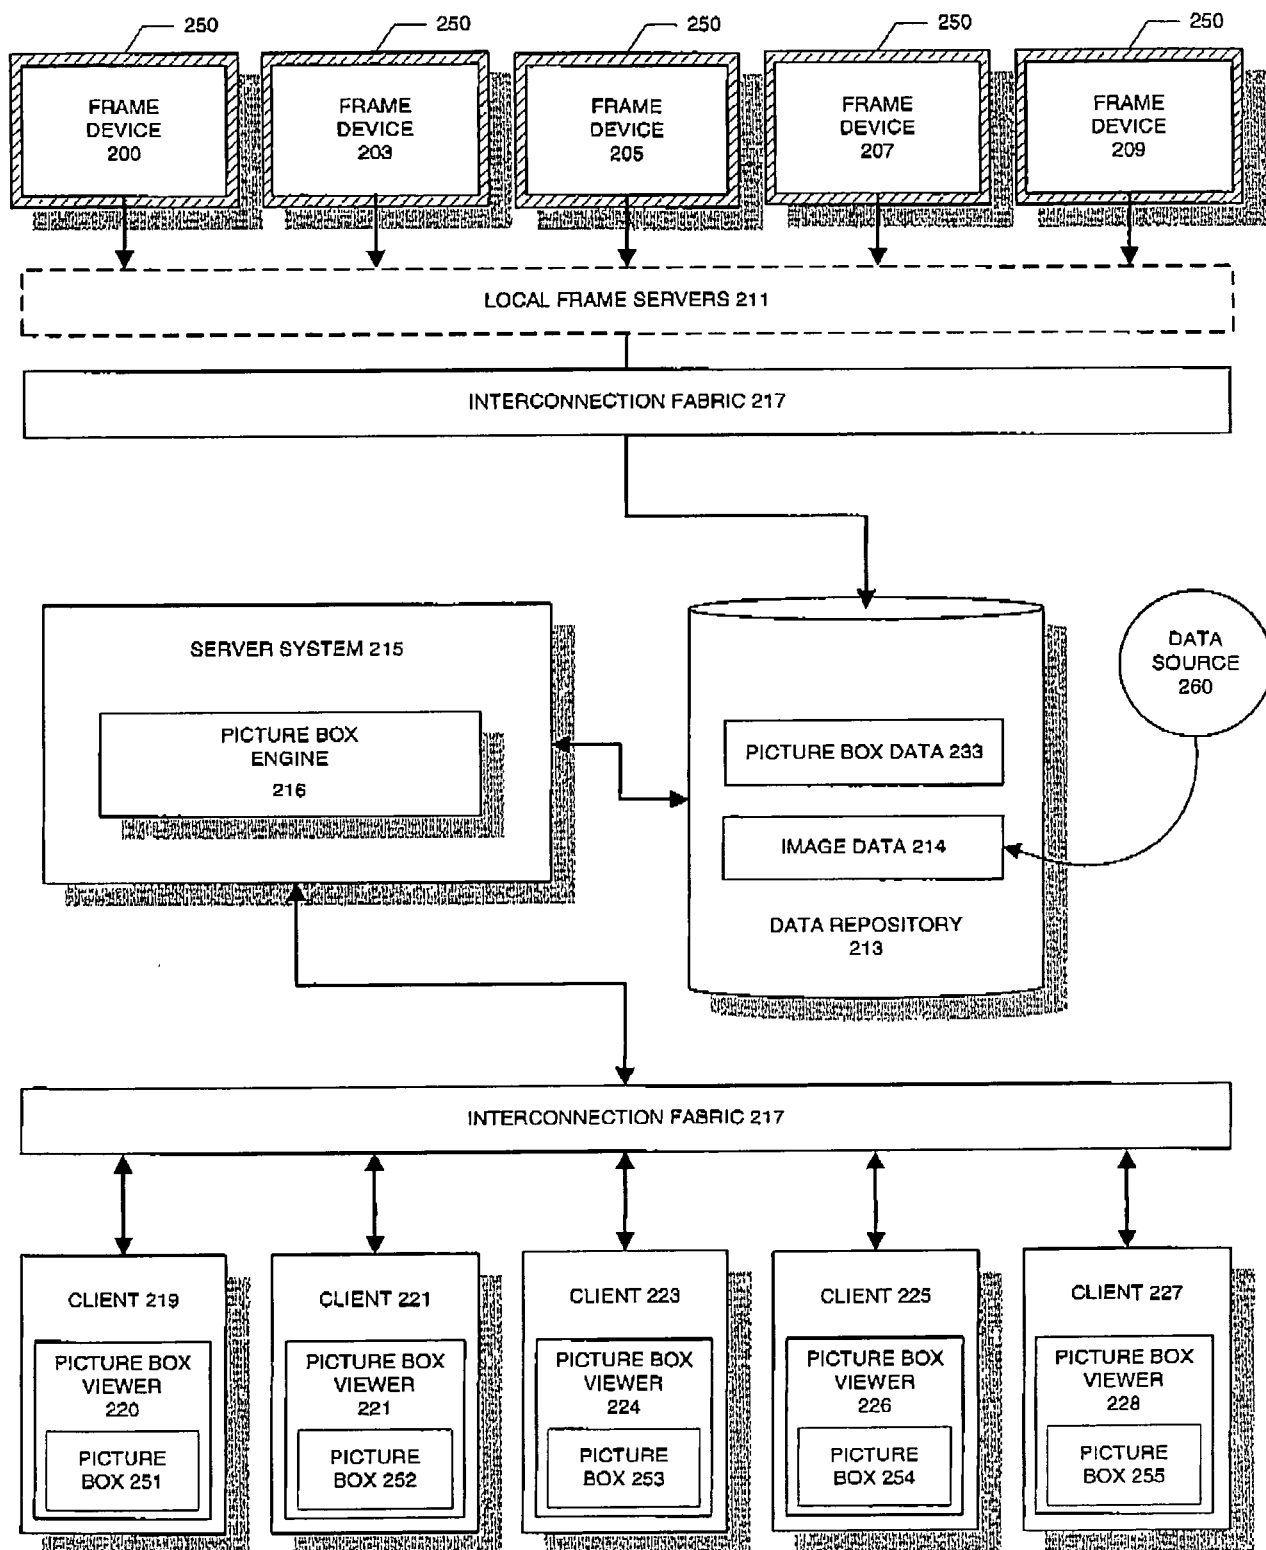 250
250
250
250
250
FRAME
DEVICE
200
FRAME
DEVICE
203
FRAME
DEVICE
205
FRAME
DEVICE
207
FRAME
DEVICE
209
LOCAL FRAME SERVERS 211
INTERCONNECTION FABRIC 217
SERVER SYSTEM 215
PICTURE BOX
ENGINE
216
PICTURE BOX DATA 233
IMAGE DATA 214
DATA REPOSITORY
213
DATA
SOURCE
260
INTERCONNECTION FABRIC 217
CLIENT 219
PICTURE BOX
VIEWER
220
PICTURE
BOX 251
CLIENT 221
PICTURE BOX
VIEWER
221
PICTURE
BOX 252
CLIENT 223
PICTURE BOX
VIEWER
224
PICTURE
BOX 253
CLIENT 225
PICTURE BOX
VIEWER
226
PICTURE
BOX 254
CLIENT 227
PICTURE BOX
VIEWER
228
PICTURE
BOX 255